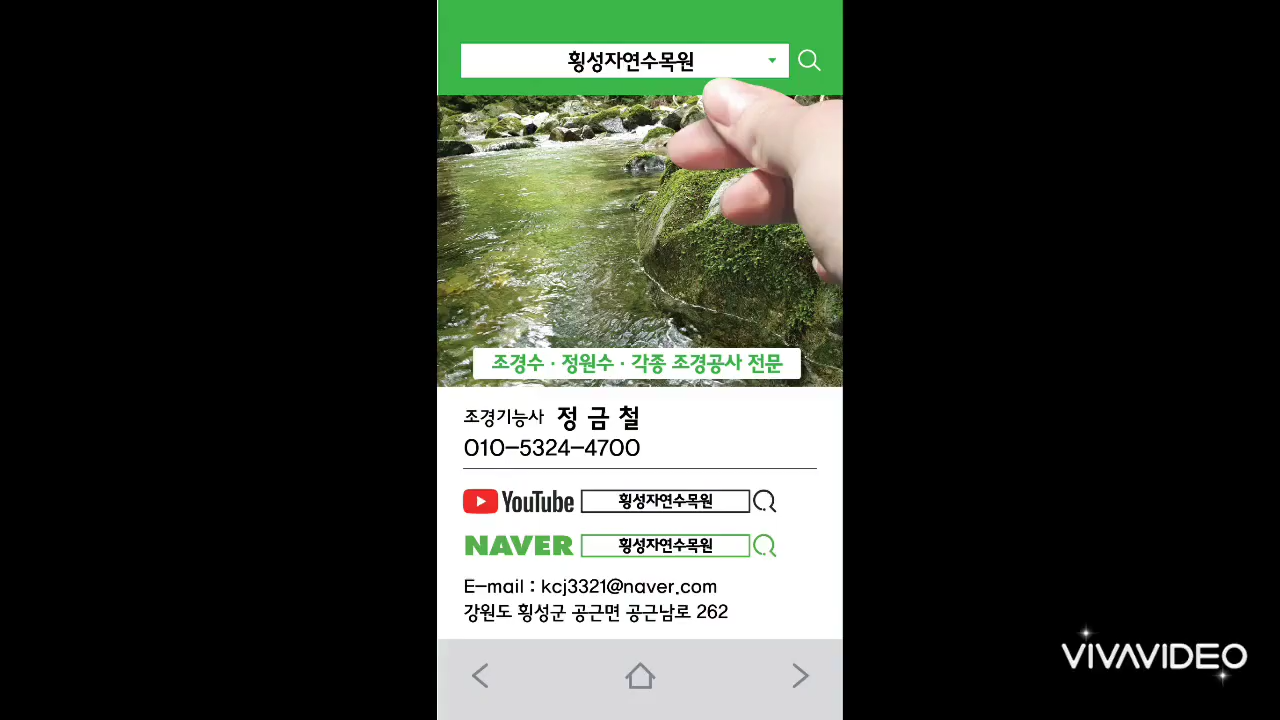 횡성자연수목원
조경수 · 정원수 · 각종 조경공사 전문
조경기능사 정금철
010-5324-4700
YouTube 횡성자연수목원
NAVER 횡성자연수목원
E-mail : kcj3321@naver.com
강원도 횡성군 공근면 공근남로 262
VIVAVIDEO